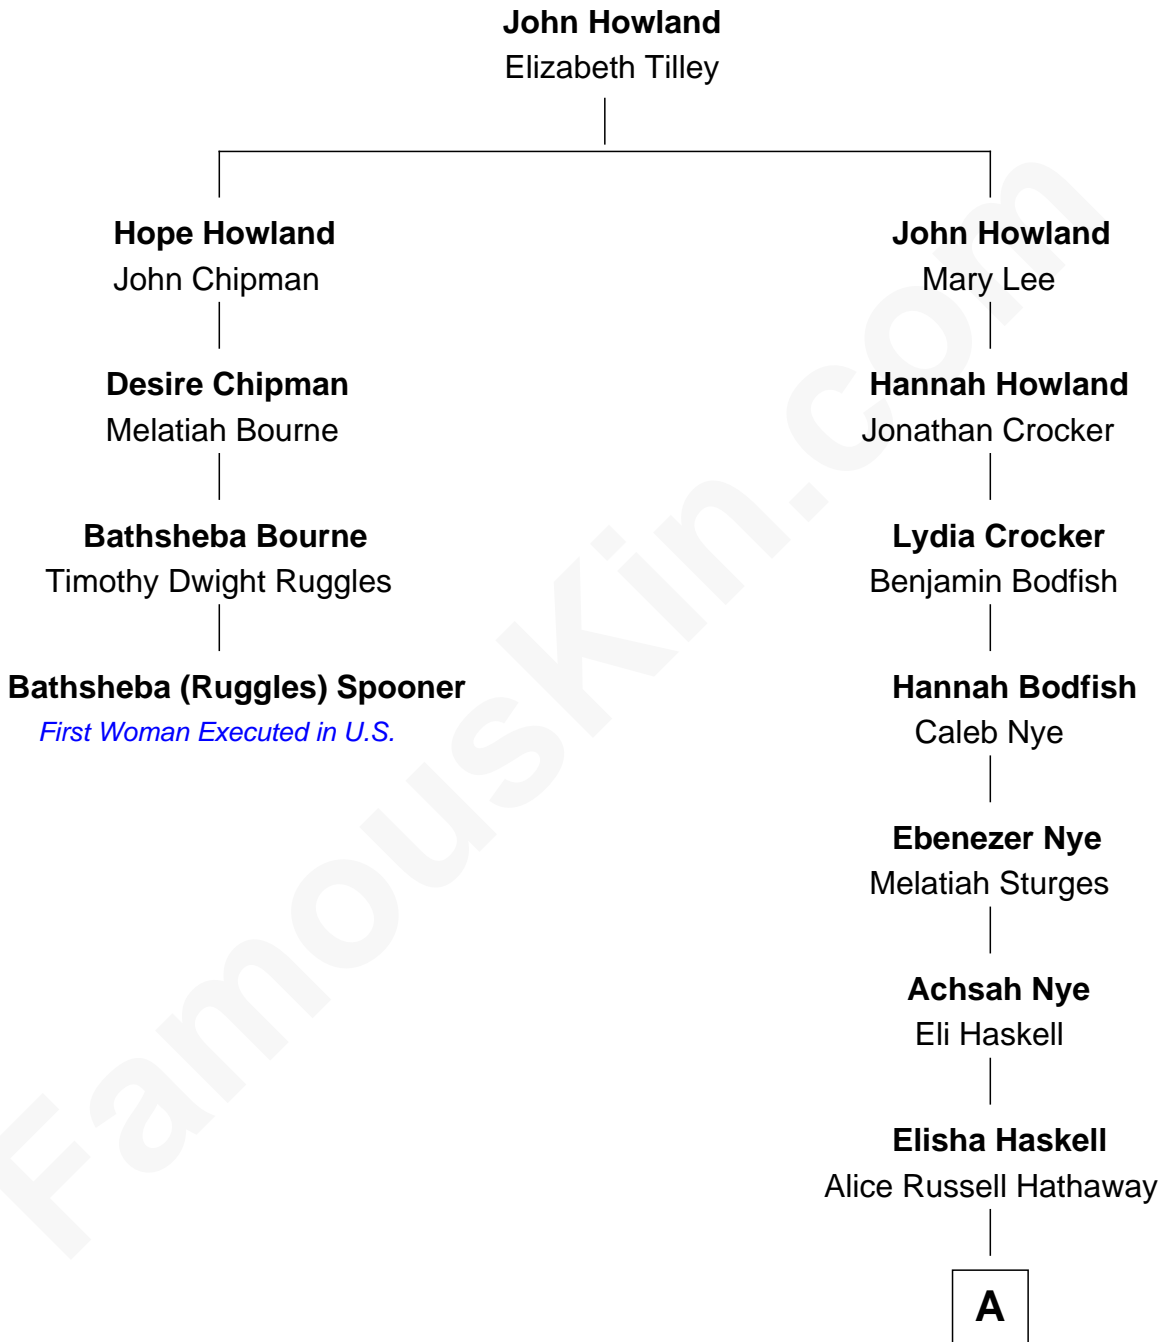 John Howland
Elizabeth Tilley
Hope Howland
John Chipman
John Howland
Mary Lee
Desire Chipman
Melatiah Bourne
Hannah Howland
Jonathan Crocker
Bathsheba Bourne
Timothy Dwight Ruggles
Lydia Crocker
Benjamin Bodfish
Bathsheba (Ruggles) Spooner
First Woman Executed in U.S.
Hannah Bodfish
Caleb Nye
Ebenezer Nye
Melatiah Sturges
Achsah Nye
Eli Haskell
Elisha Haskell
Alice Russell Hathaway
A
FamousKin.com